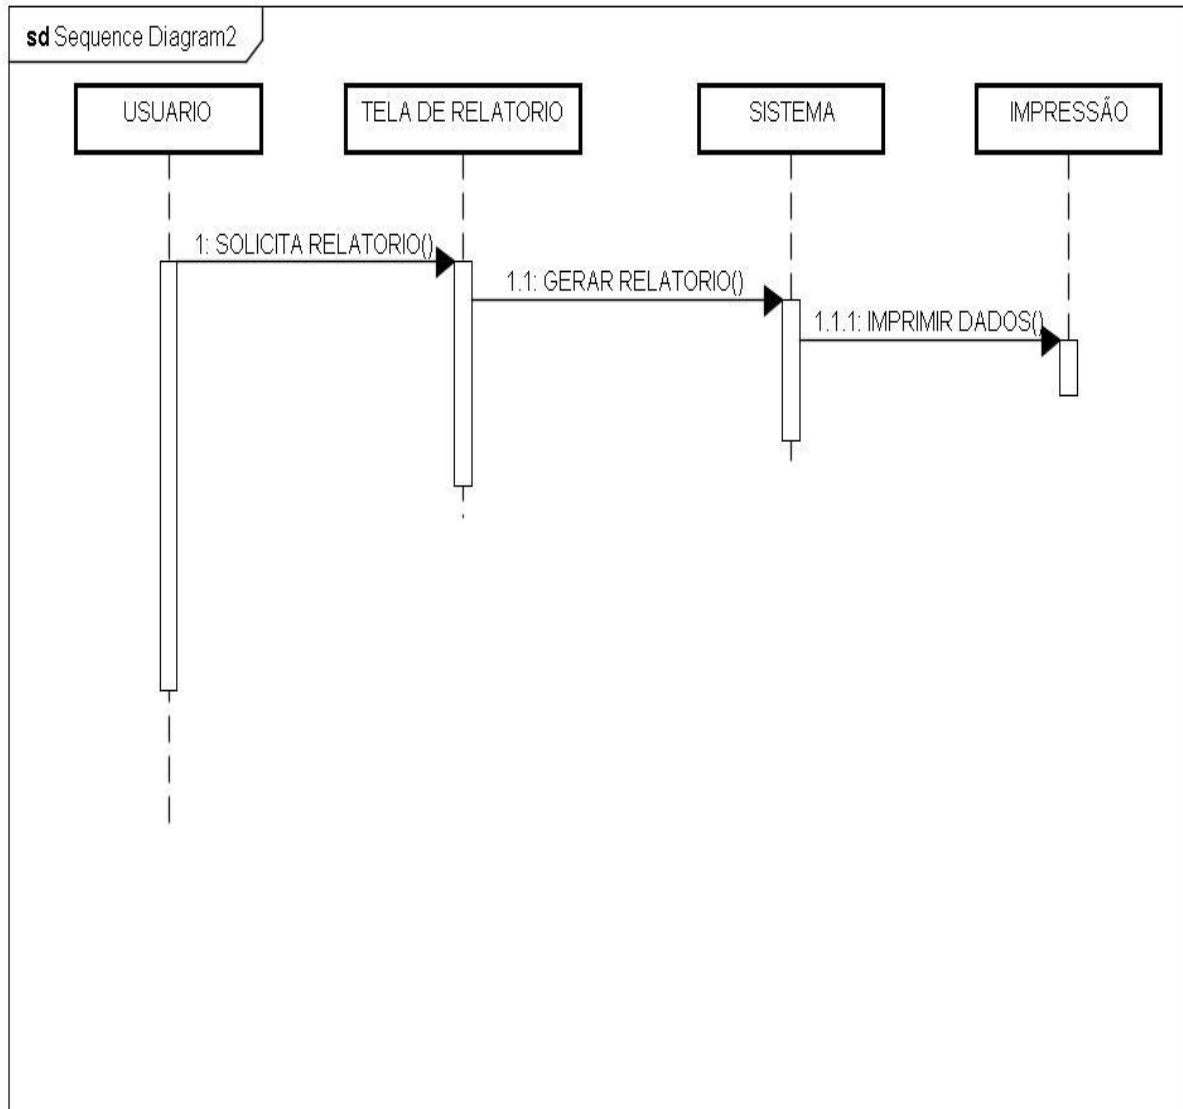 sd Sequence Diagram2
USUARIO
TELA DE RELATORIO
SISTEMA
IMPRESSÃO
1: SOLICITA RELATORIO()
1.1: GERAR RELATORIO()
1.1.1: IMPRIMIR DADOS()